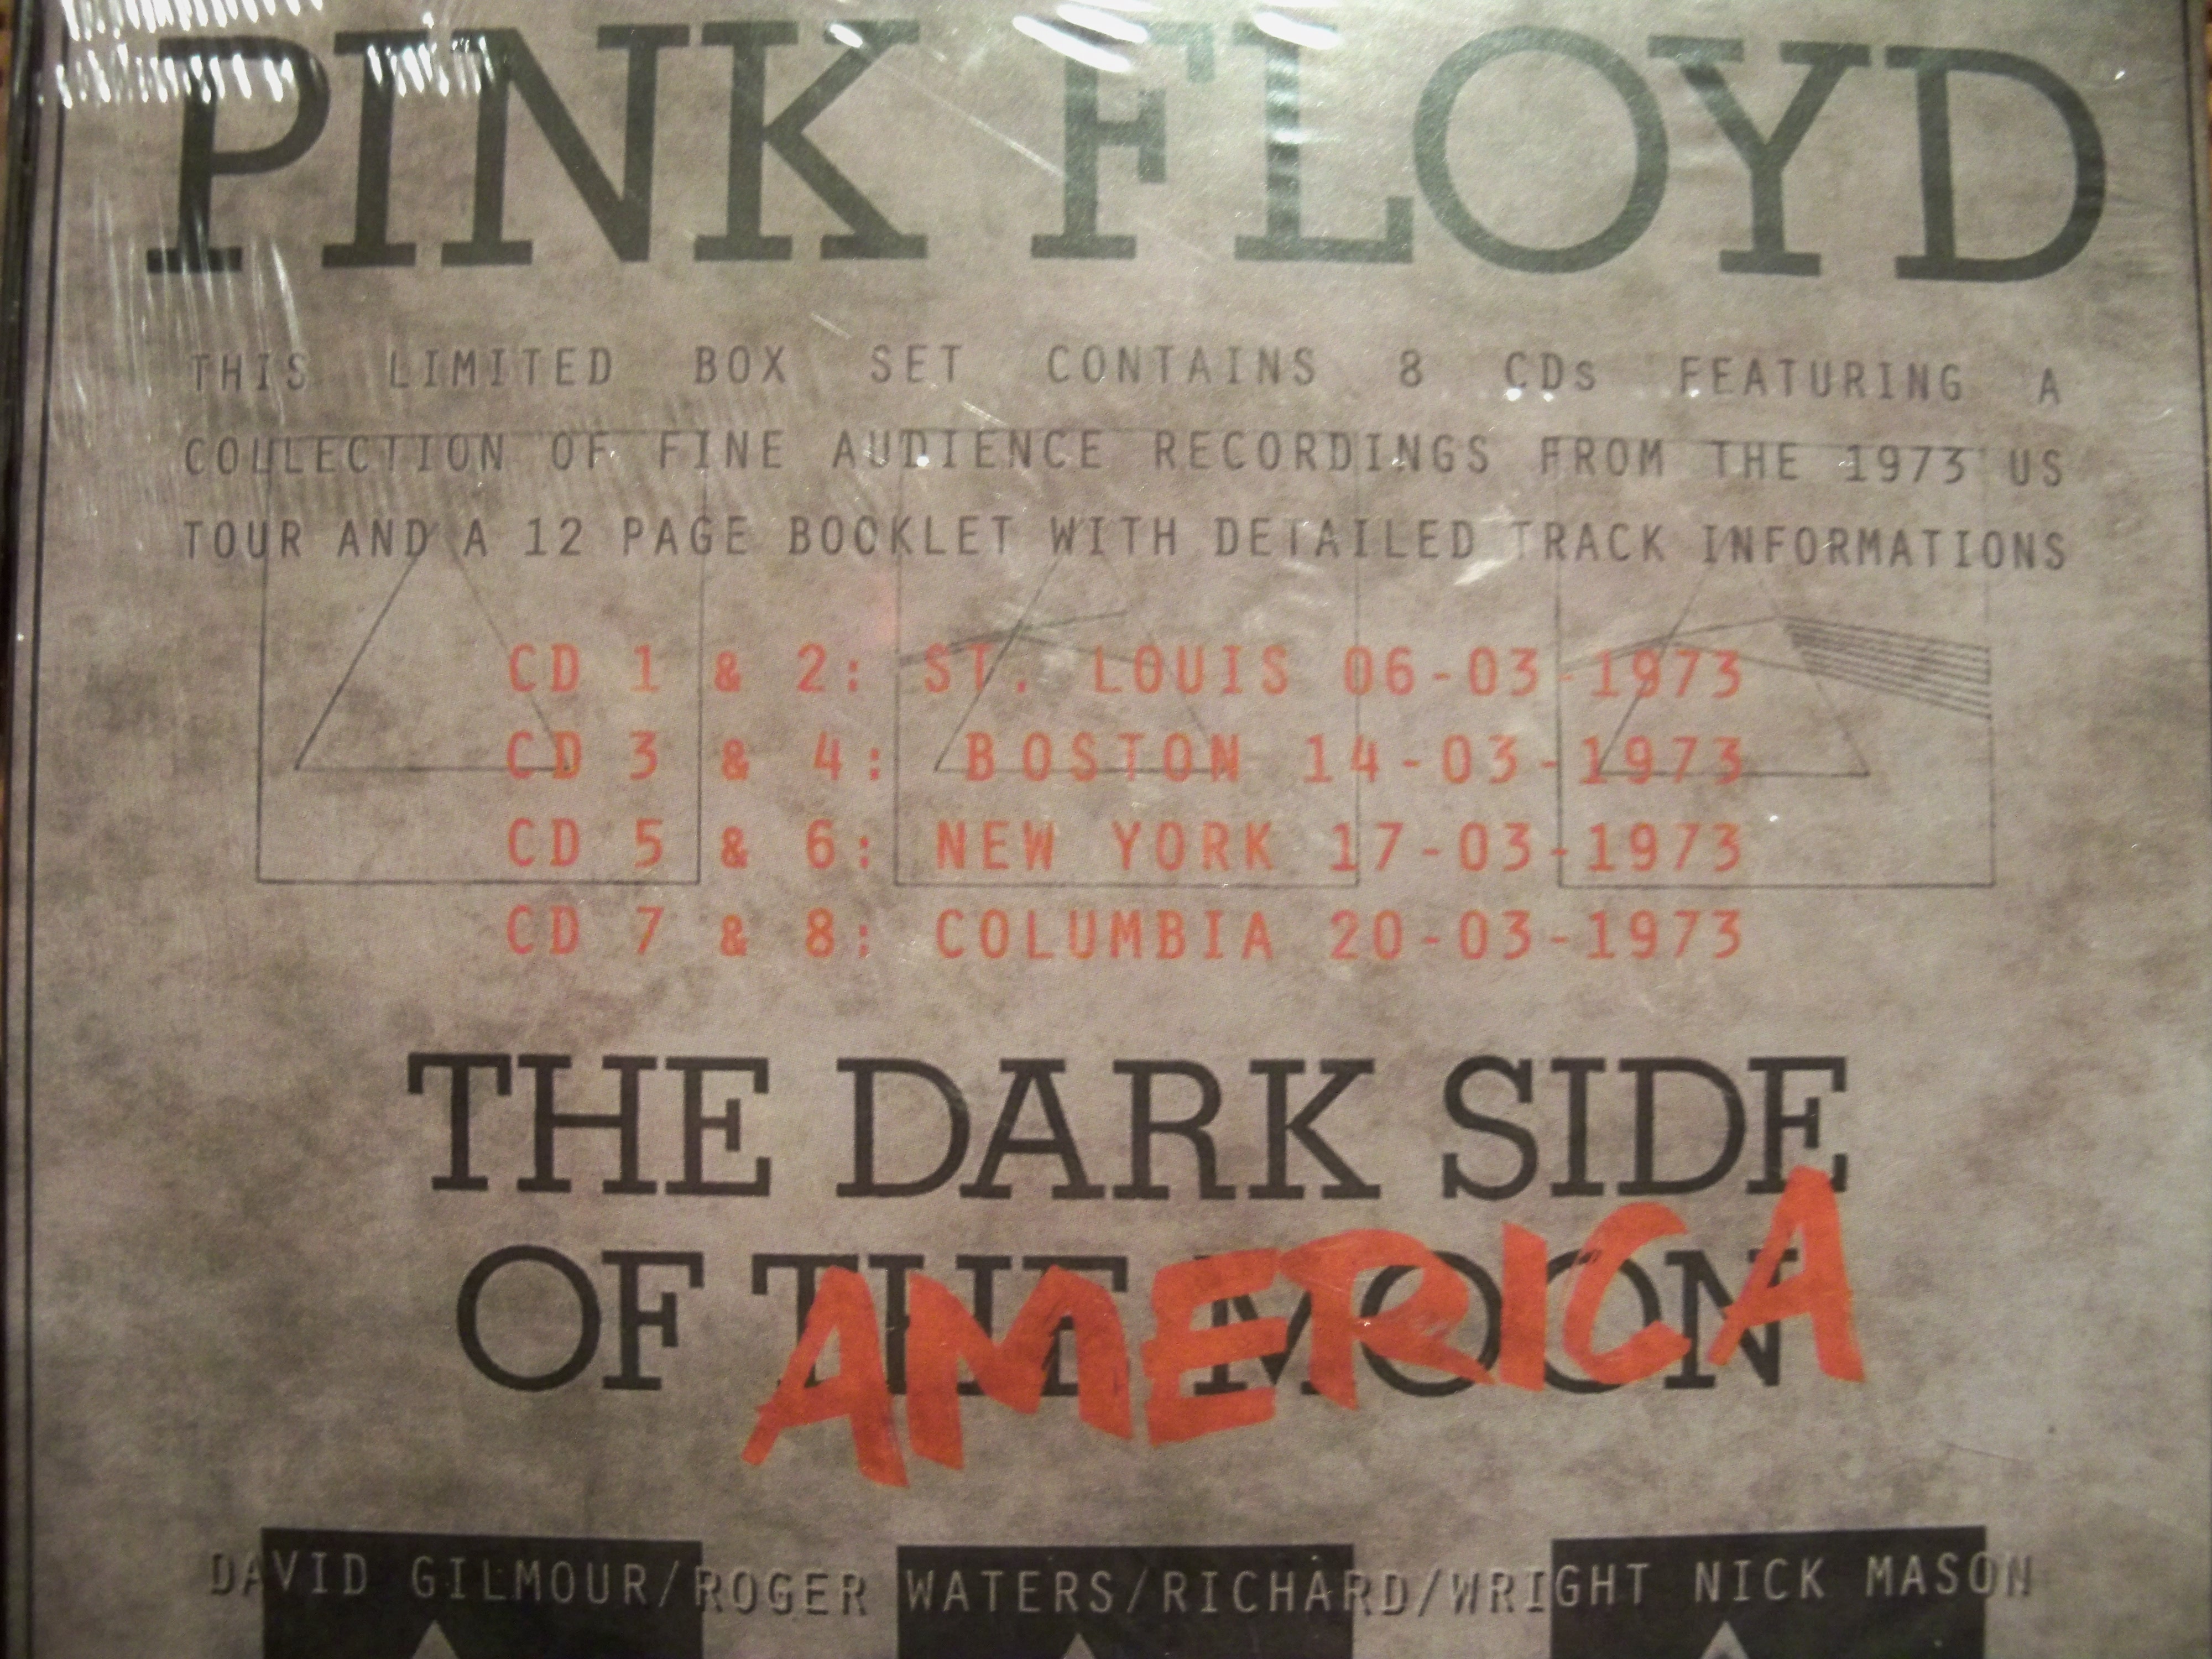 PINK FLOYD
THIS LIMITED BOX SET CONTAINS 8 CDs FEATURING A
COLLECTION OF FINE AUDIENCE RECORDINGS FROM THE 1973 US
TOUR AND A 12 PAGE BOOKLET WITH DETAILED TRACK INFORMATIONS
CD 1 & 2: ST. LOUIS 06-03-1973
CD 3 & 4: BOSTON 14-03-1973
CD 5 & 6: NEW YORK 17-03-1973
CD 7 & 8: COLUMBIA 20-03-1973
THE DARK SIDE
OF THE MOON
AMERICA
DAVID GILMOUR/ROGER WATERS/RICHARD/WRIGHT NICK MASON